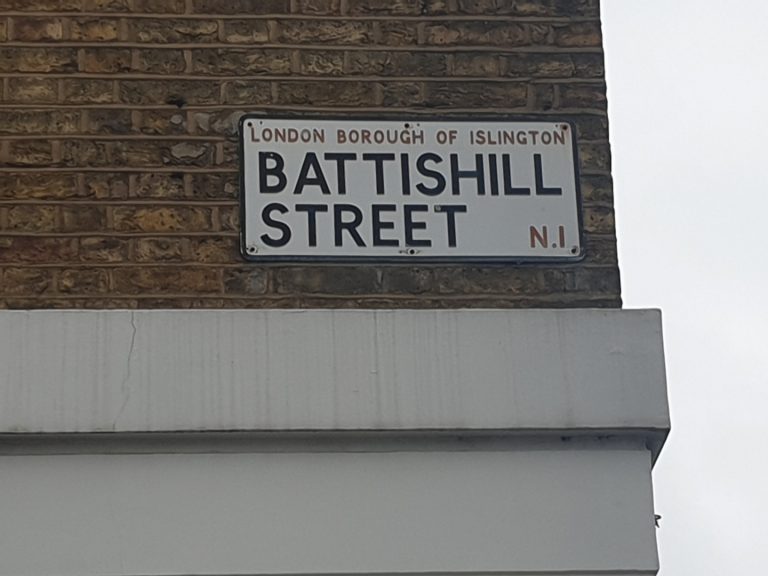 LONDON BOROUGH OF ISLINGTON
BATTISHILL
STREET N.1